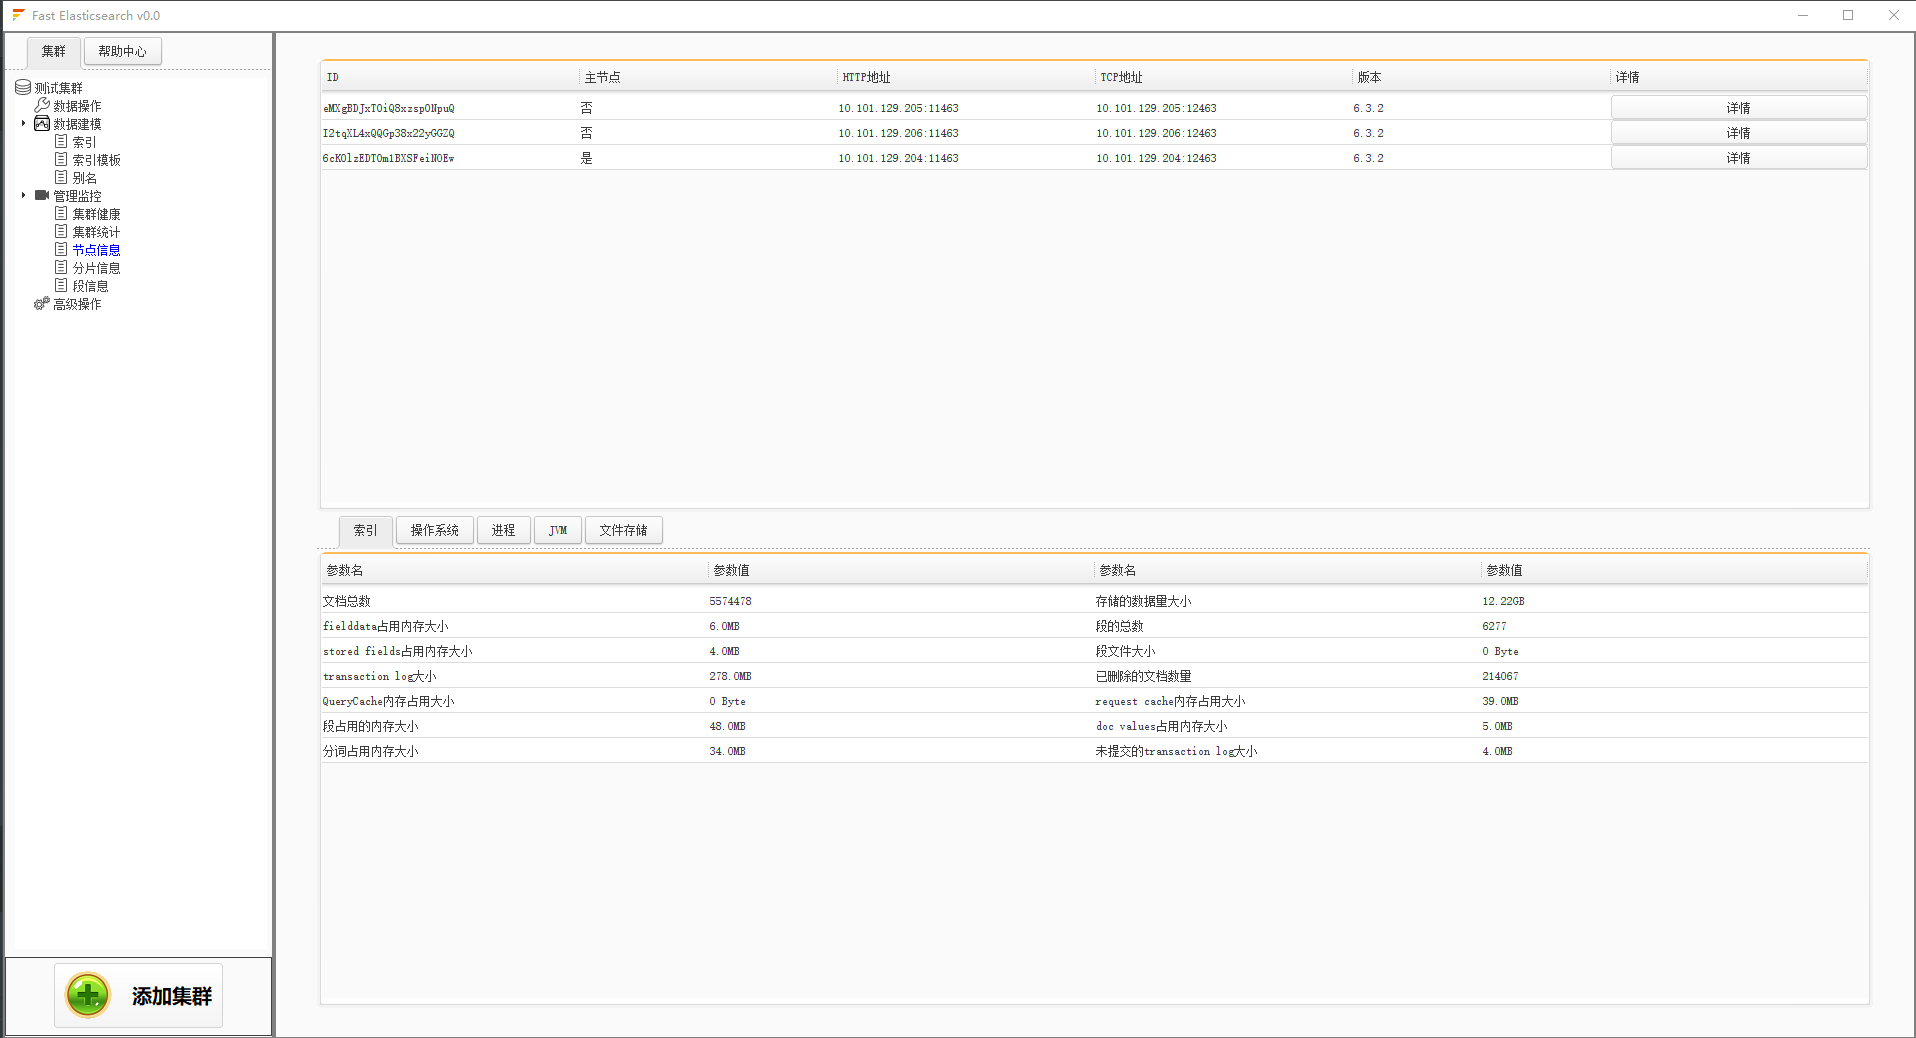 Fast Elasticsearch v0.0
集群 帮助中心
测试集群
数据操作
数据建模
索引
索引模板
别名
管理监控
集群健康
集群统计
节点信息
分片信息
段信息
高级操作
添加集群
ID 主节点 HTTP地址 TCP地址 版本 详情
eMXgBDJxT0iQ8xzsp0NpuQ 否 10.101.129.205:11463 10.101.129.205:12463 6.3.2 详情
I2tqXL4xQQGp38x22yGGZQ 否 10.101.129.206:11463 10.101.129.206:12463 6.3.2 详情
6cKOlzEDTOm1BXSFeiNOEw 是 10.101.129.204:11463 10.101.129.204:12463 6.3.2 详情
索引 操作系统 进程 JVM 文件存储
参数名 参数值 参数名 参数值
文档总数 5574478 存储的数据量大小 12.22GB
fielddata占用内存大小 6.0MB 段的总数 6277
stored fields占用内存大小 4.0MB 段文件大小 0 Byte
transaction log大小 278.0MB 已删除的文档数量 214067
QueryCache内存占用大小 0 Byte request cache内存占用大小 39.0MB
段占用的内存大小 48.0MB doc values占用内存大小 5.0MB
分词占用内存大小 34.0MB 未提交的transaction log大小 4.0MB